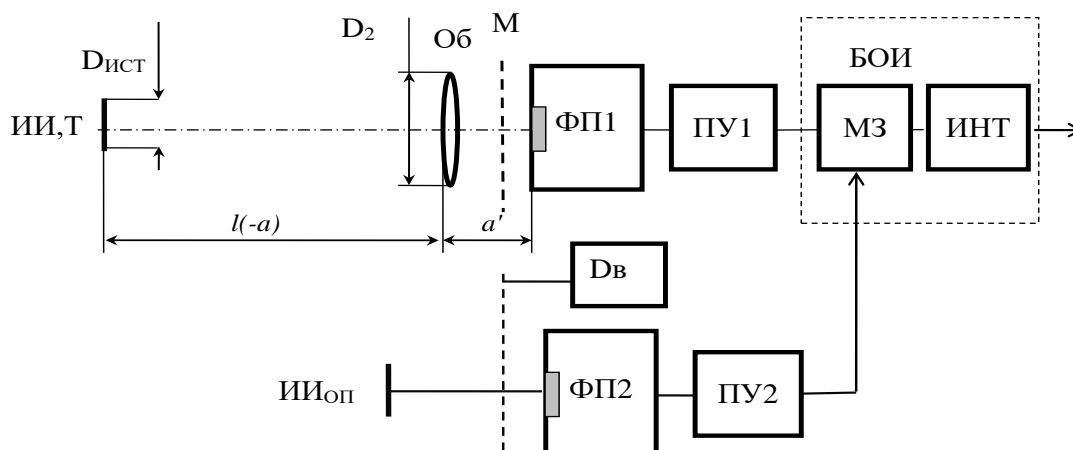 D₂
Об
М
DИСТ
БОИ
ИИ,Т
ФП1
ПУ1
МЗ
ИНТ
l(-a)
a'
Dв
ИИОП
ФП2
ПУ2